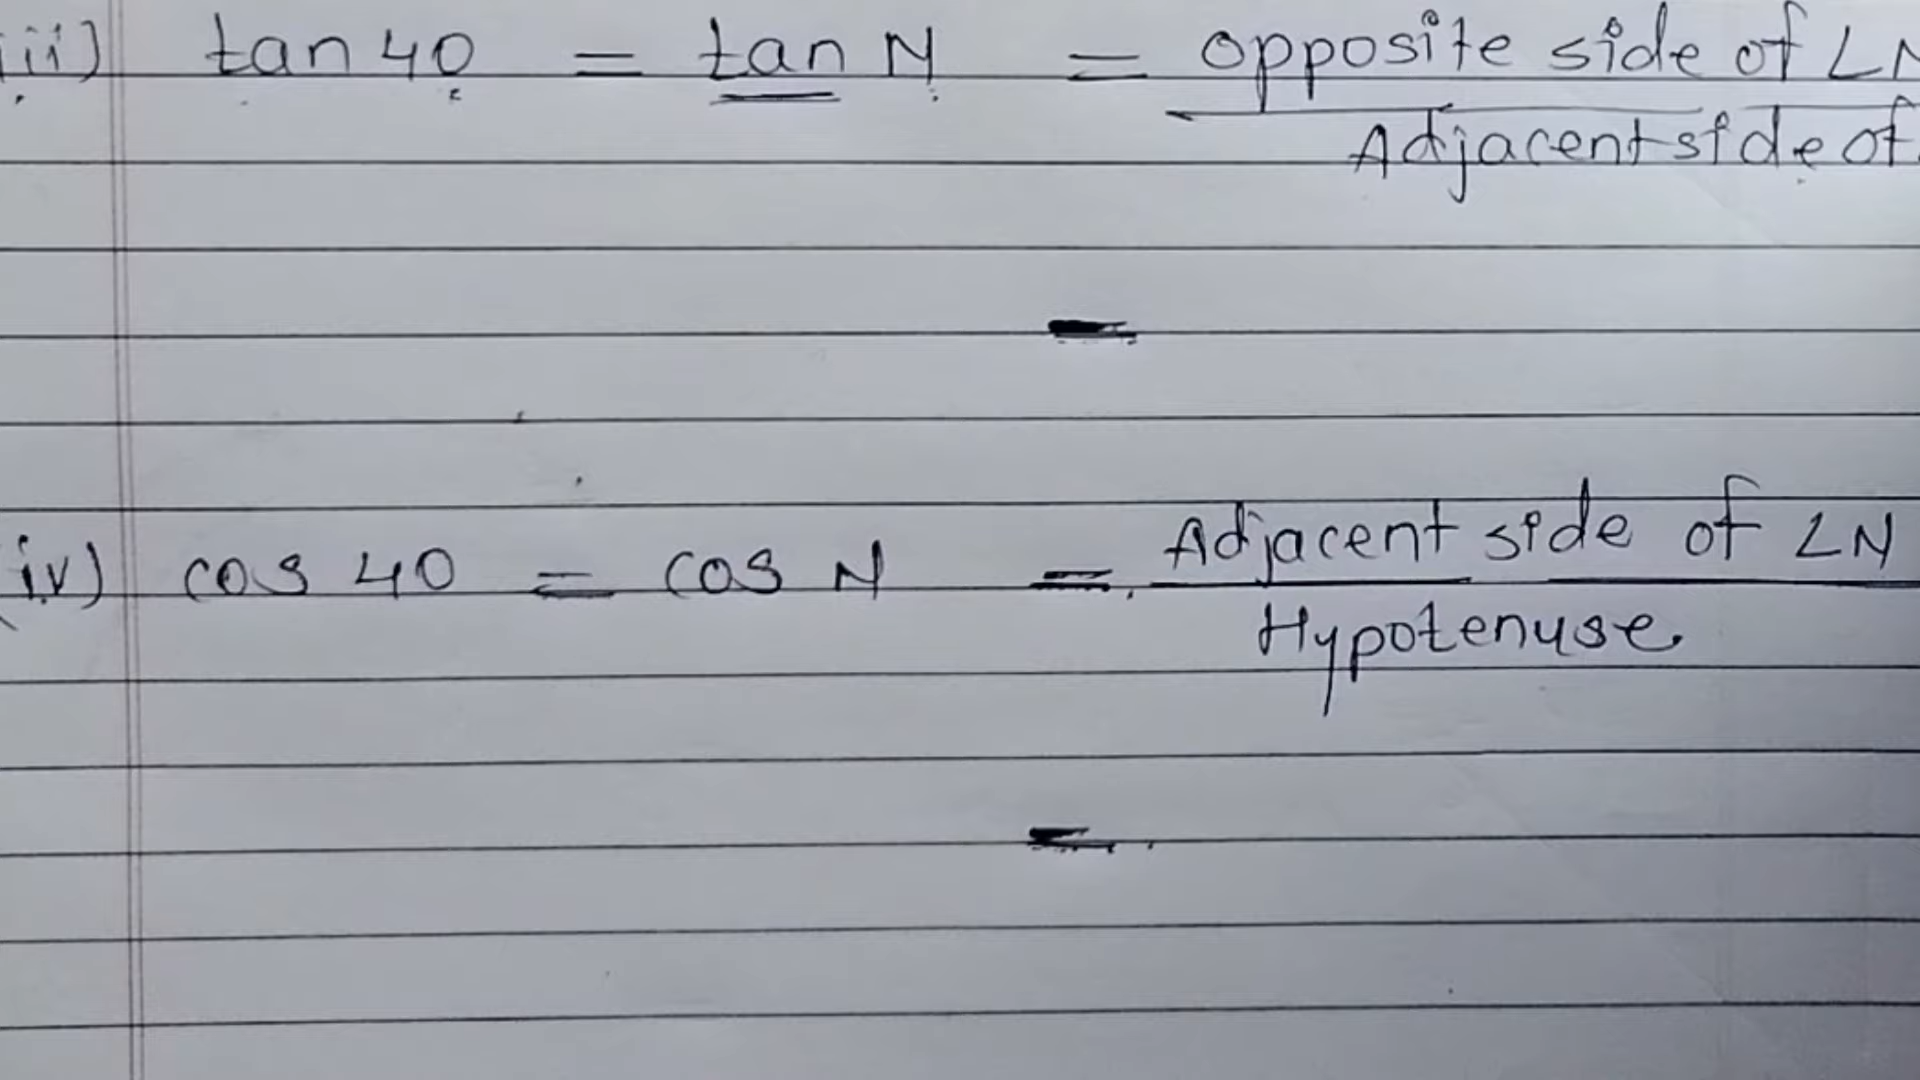 iii) tan 40 = tan N = opposite side of ∠N
Adjacent side of
iv) cos 40 = cos N = Adjacent side of ∠N
Hypotenuse